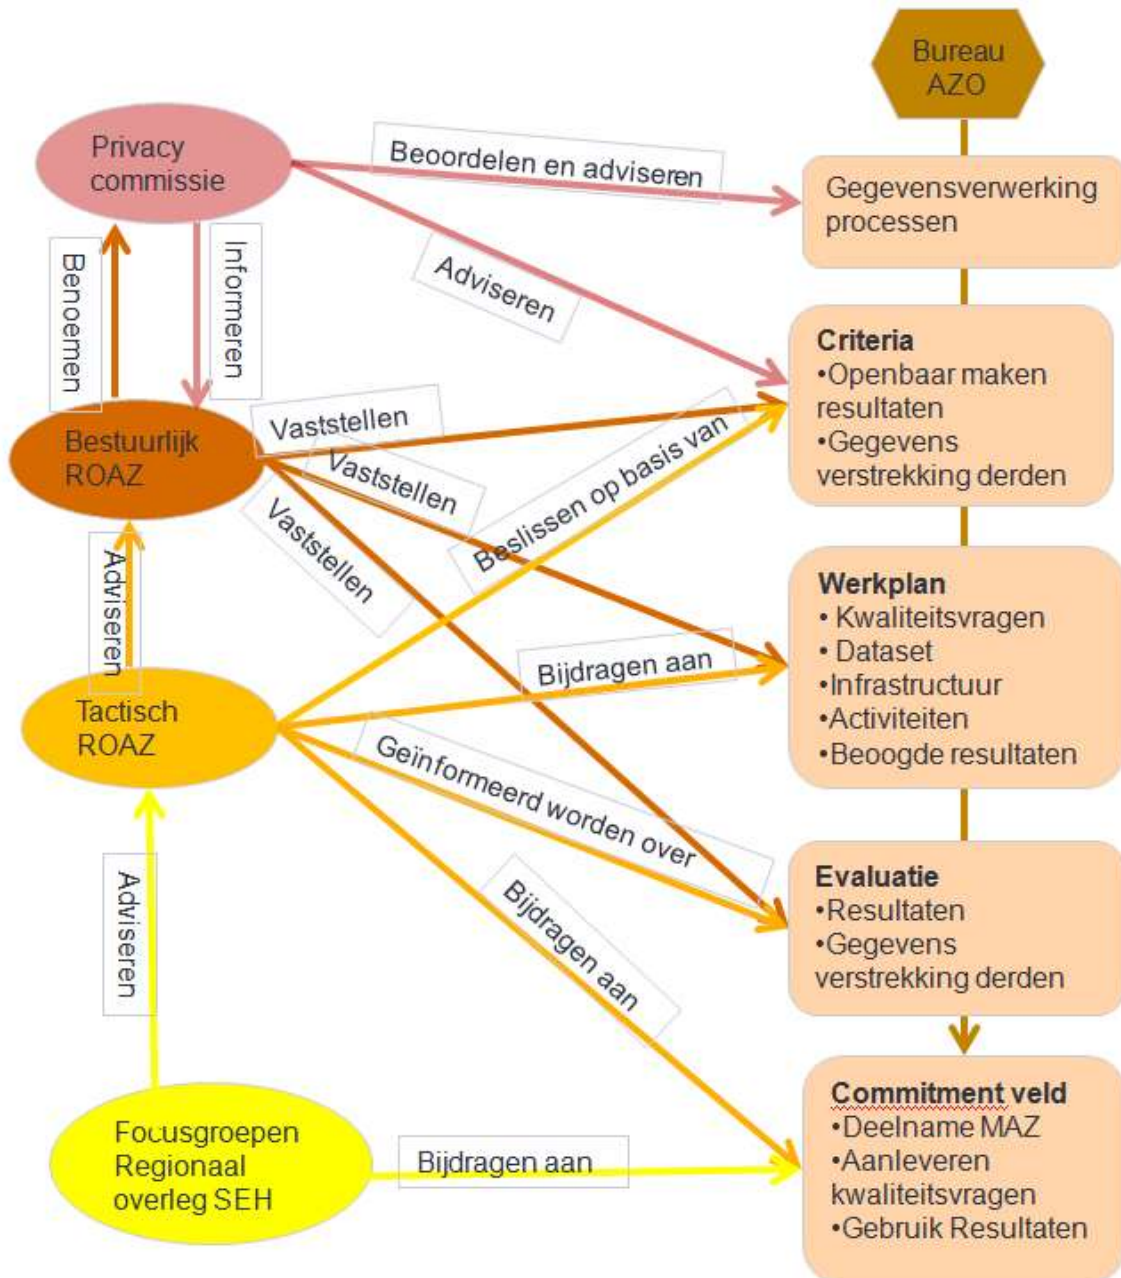 Bureau
AZO
Privacy
commissie
Beoordelen en adviseren
Gegevensverwerking
processen
Benoemen
Informeren
Adviseren
Criteria
•Openbaar maken
resultaten
•Gegevens
verstrekking derden
Bestuurlijk
ROAZ
Vaststellen
Vaststellen
Vaststellen
Beslissen op basis van
Adviseren
Werkplan
• Kwaliteitsvragen
• Dataset
•Infrastructuur
•Activiteiten
•Beoogde resultaten
Bijdragen aan
Tactisch
ROAZ
Geïnformeerd worden over
Evaluatie
•Resultaten
•Gegevens
verstrekking derden
Adviseren
Bijdragen aan
Commitment veld
•Deelname MAZ
•Aanleveren
kwaliteitsvragen
•Gebruik Resultaten
Focusgroepen
Regionaal
overleg SEH
Bijdragen aan